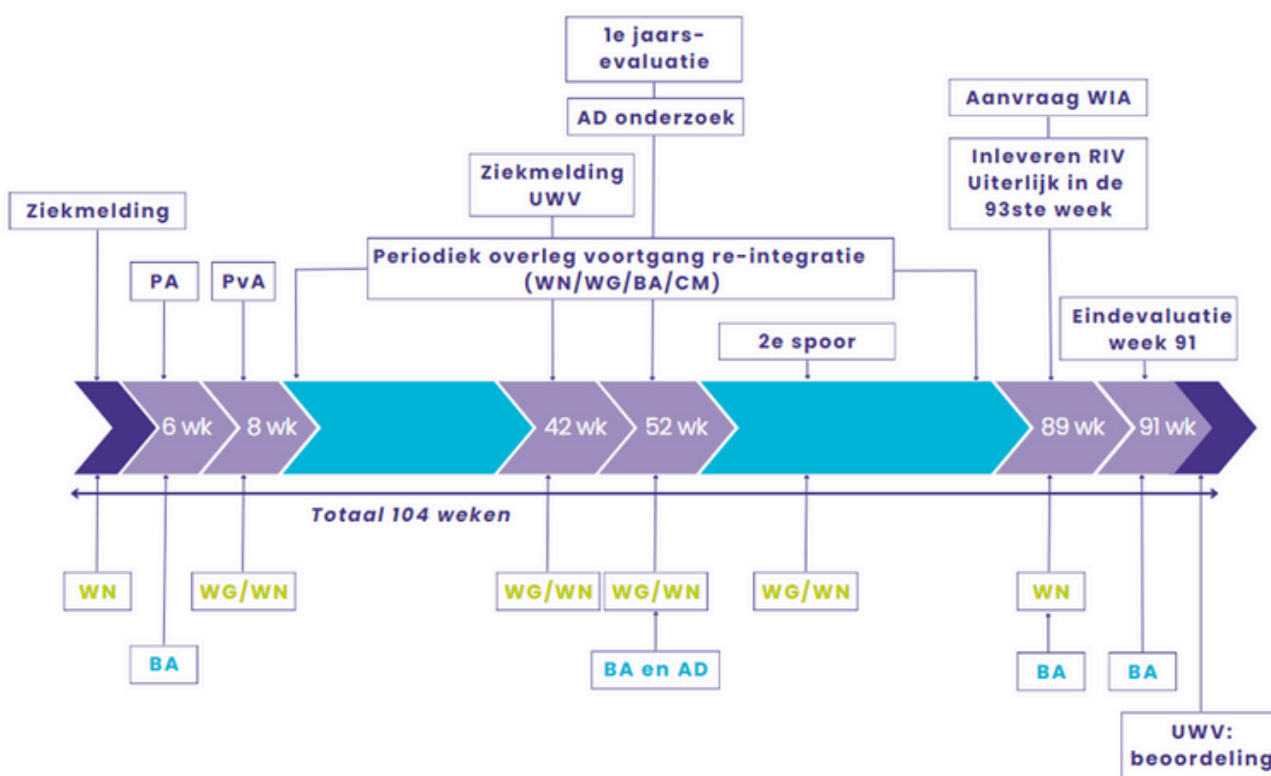 1e jaars-
evaluatie
AD onderzoek
Aanvraag WIA
Inleveren RIV
Uiterlijk in de
93ste week
Ziekmelding
UWV
Ziekmelding
Periodiek overleg voortgang re-integratie
(WN/WG/BA/CM)
PA
PvA
2e spoor
Eindevaluatie
week 91
6 wk
8 wk
42 wk
52 wk
89 wk
91 wk
Totaal 104 weken
WN
WG/WN
WG/WN
WG/WN
WG/WN
WN
BA
BA en AD
BA
BA
UWV:
beoordeling